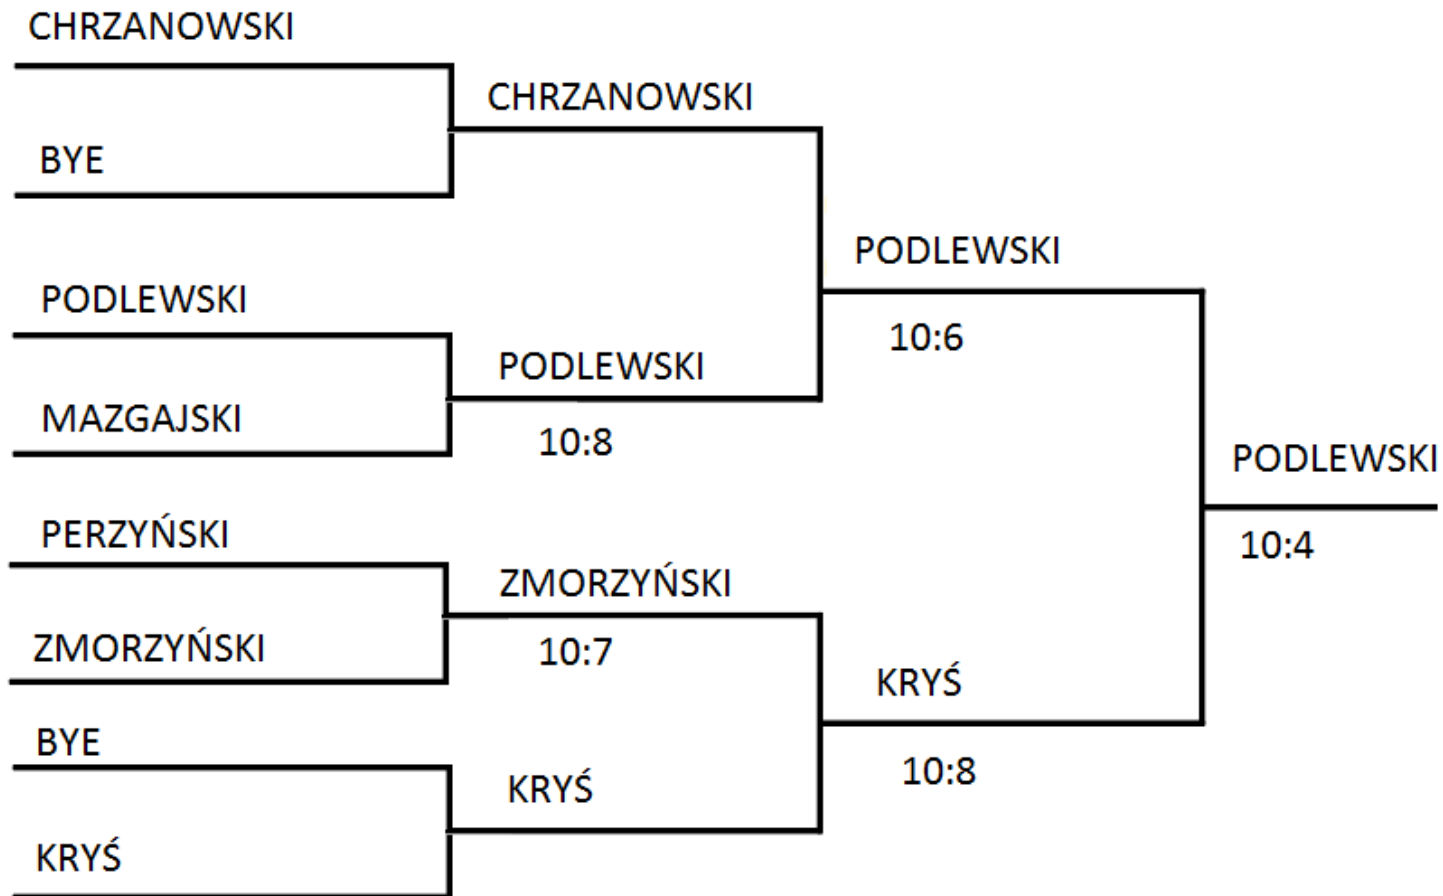 CHRZANOWSKI
CHRZANOWSKI
BYE
PODLEWSKI
PODLEWSKI
10:6
PODLEWSKI
MAZGAJSKI
10:8
PODLEWSKI
PERZYŃSKI
10:4
ZMORZYŃSKI
ZMORZYŃSKI
10:7
KRYŚ
BYE
10:8
KRYŚ
KRYŚ